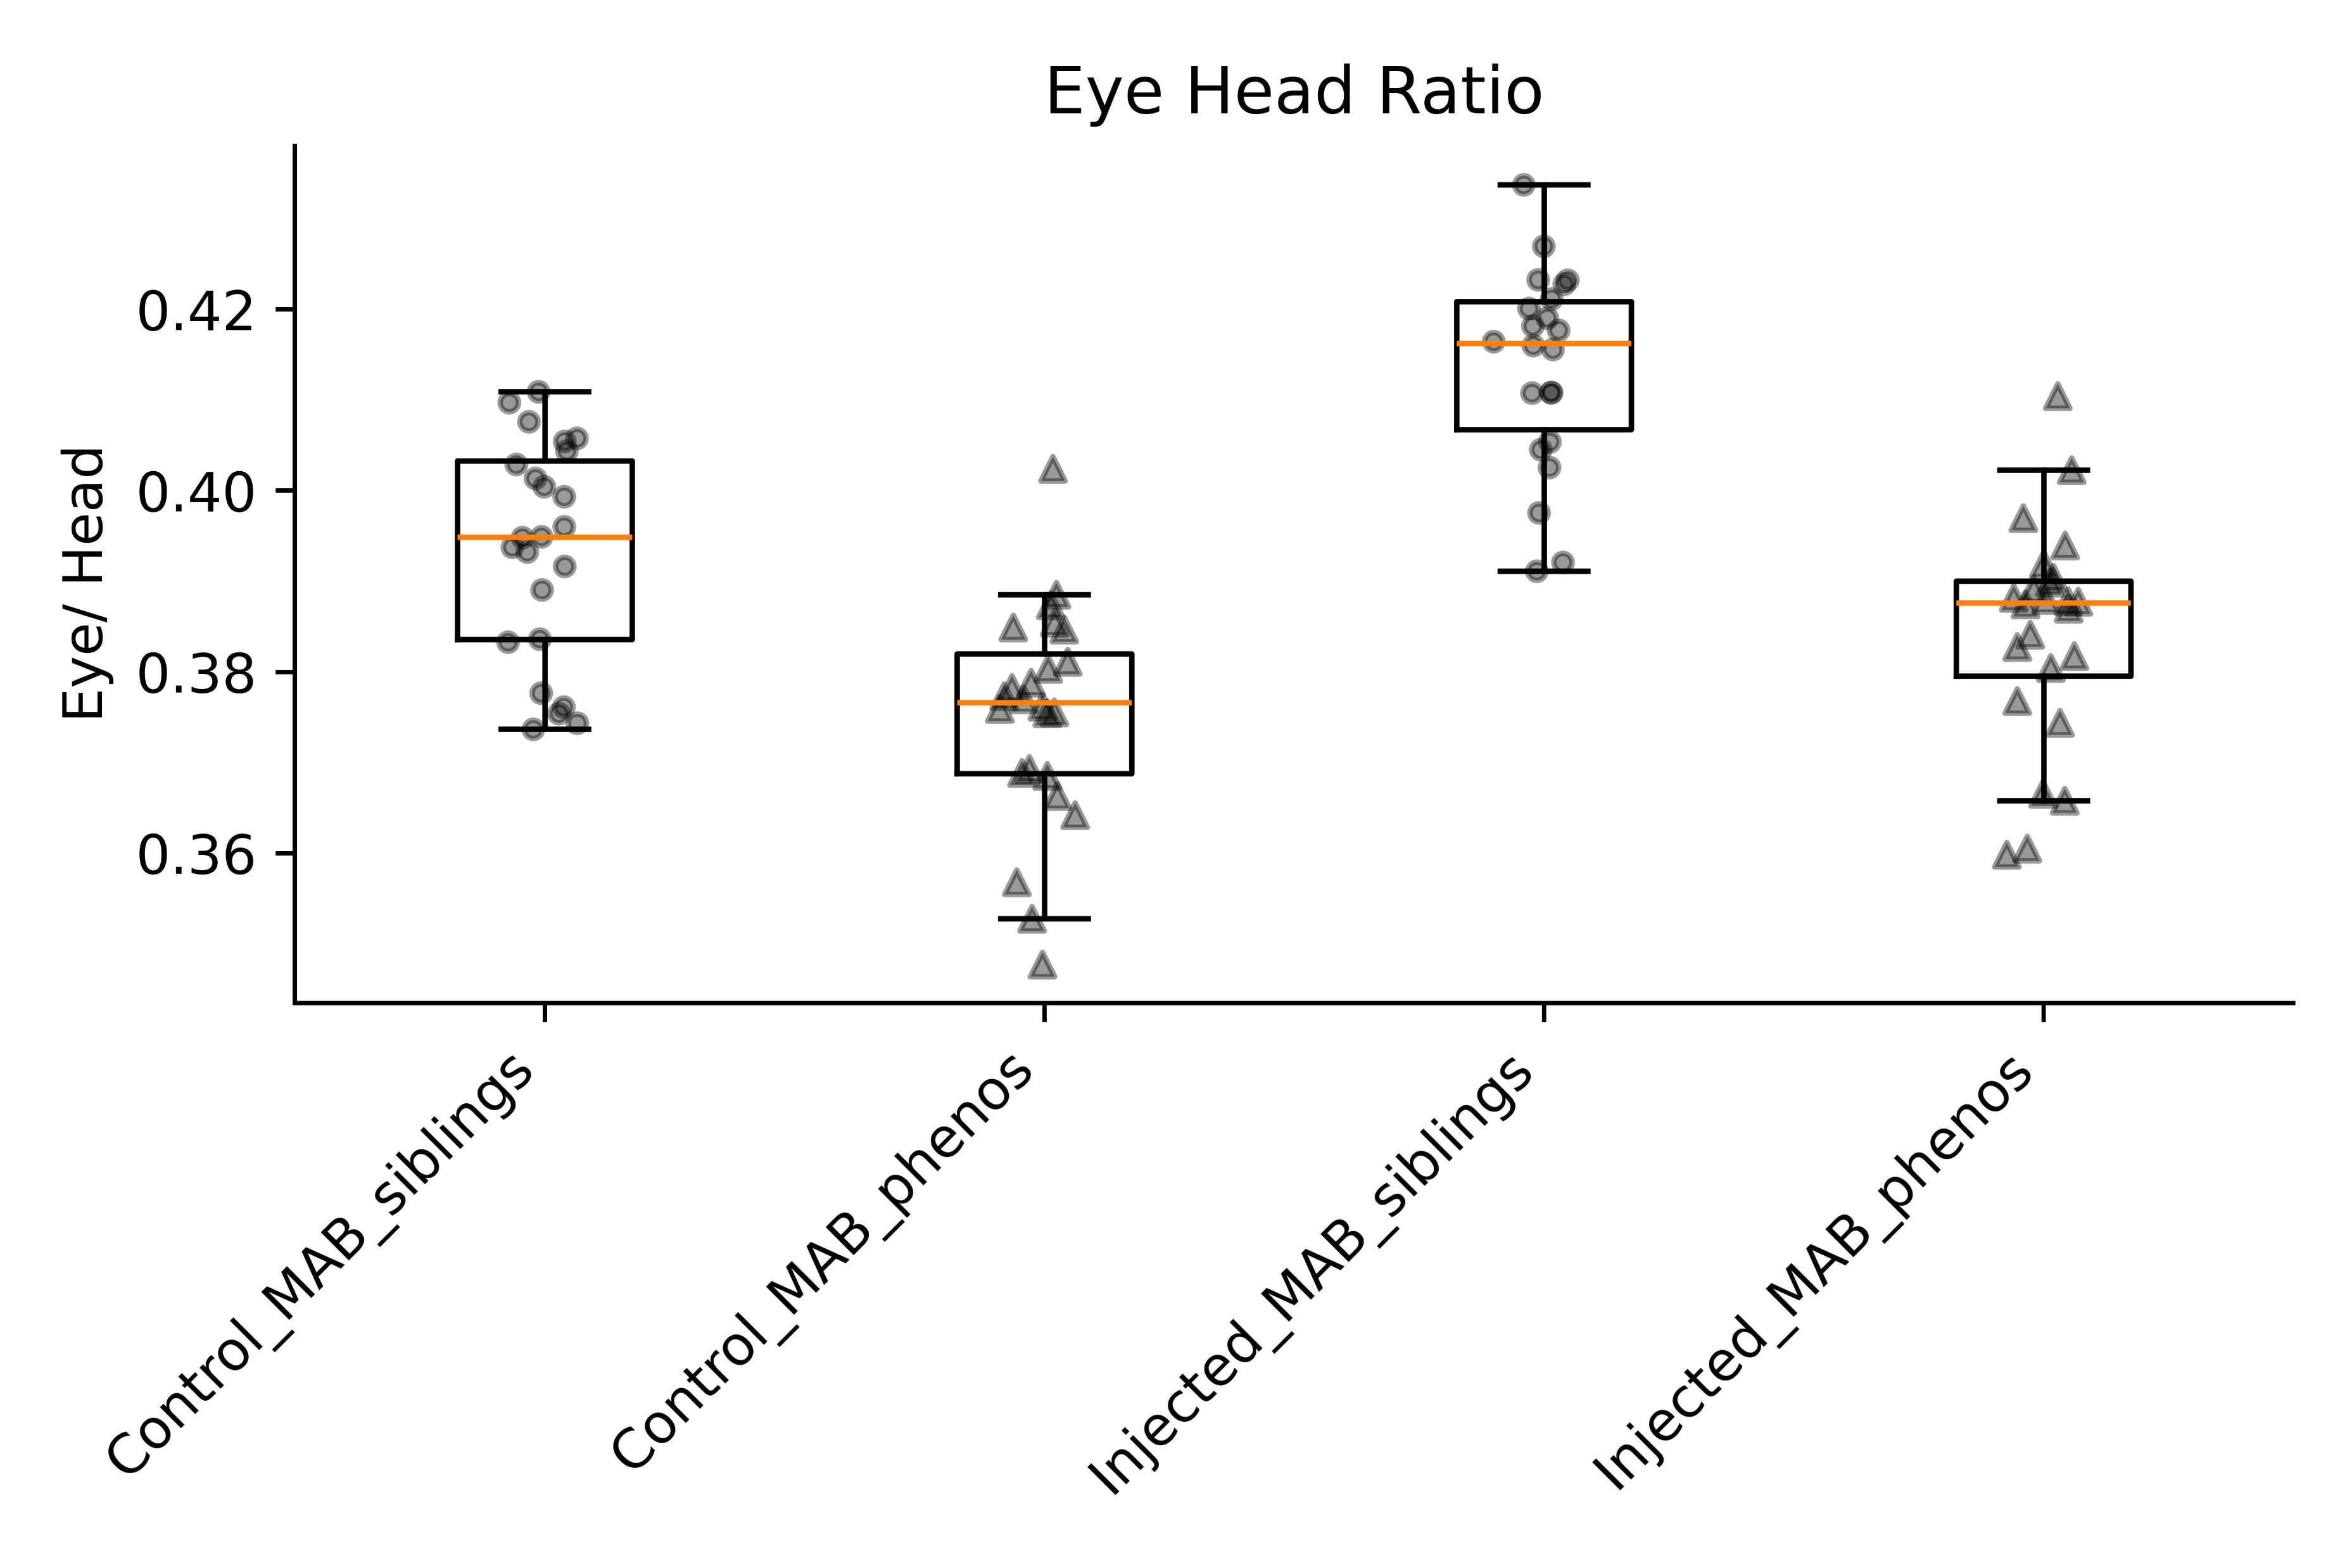 Eye Head Ratio
Eye/ Head
0.42
0.40
0.38
0.36
Control_MAB_siblings
Control_MAB_phenos
Injected_MAB_siblings
Injected_MAB_phenos